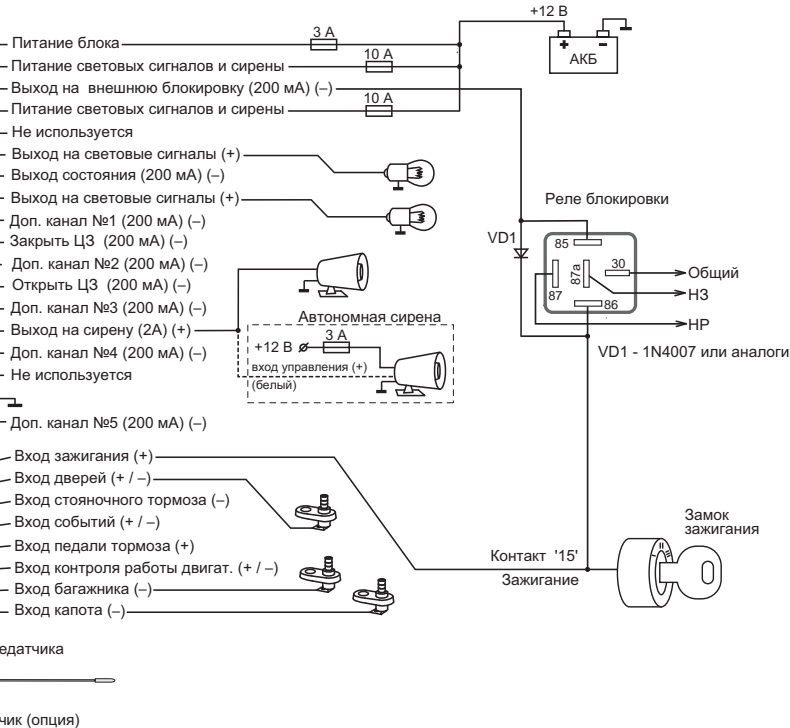 +12 В
АКБ
Питание блока
3 А
Питание световых сигналов и сирены
10 А
Выход на внешнюю блокировку (200 мА) (–)
Питание световых сигналов и сирены
10 А
Не используется
Выход на световые сигналы (+)
Выход состояния (200 мА) (–)
Выход на световые сигналы (+)
Доп. канал №1 (200 мА) (–)
Закрыть ЦЗ (200 мА) (–)
Доп. канал №2 (200 мА) (–)
Открыть ЦЗ (200 мА) (–)
Доп. канал №3 (200 мА) (–)
Выход на сирену (2А) (+)
Доп. канал №4 (200 мА) (–)
Не используется
Доп. канал №5 (200 мА) (–)
Автономная сирена
+12 В
3 А
вход управления (+)
(белый)
Реле блокировки
VD1
85
30
87а
87
86
Общий
НЗ
НР
VD1 - 1N4007 или аналоги
Вход зажигания (+)
Вход дверей (+ / –)
Вход стояночного тормоза (–)
Вход событий (+ / –)
Вход педали тормоза (+)
Вход контроля работы двигат. (+ / –)
Вход багажника (–)
Вход капота (–)
Контакт '15'
Зажигание
Замок
зажигания
I
II
III
едатчика
чик (опция)